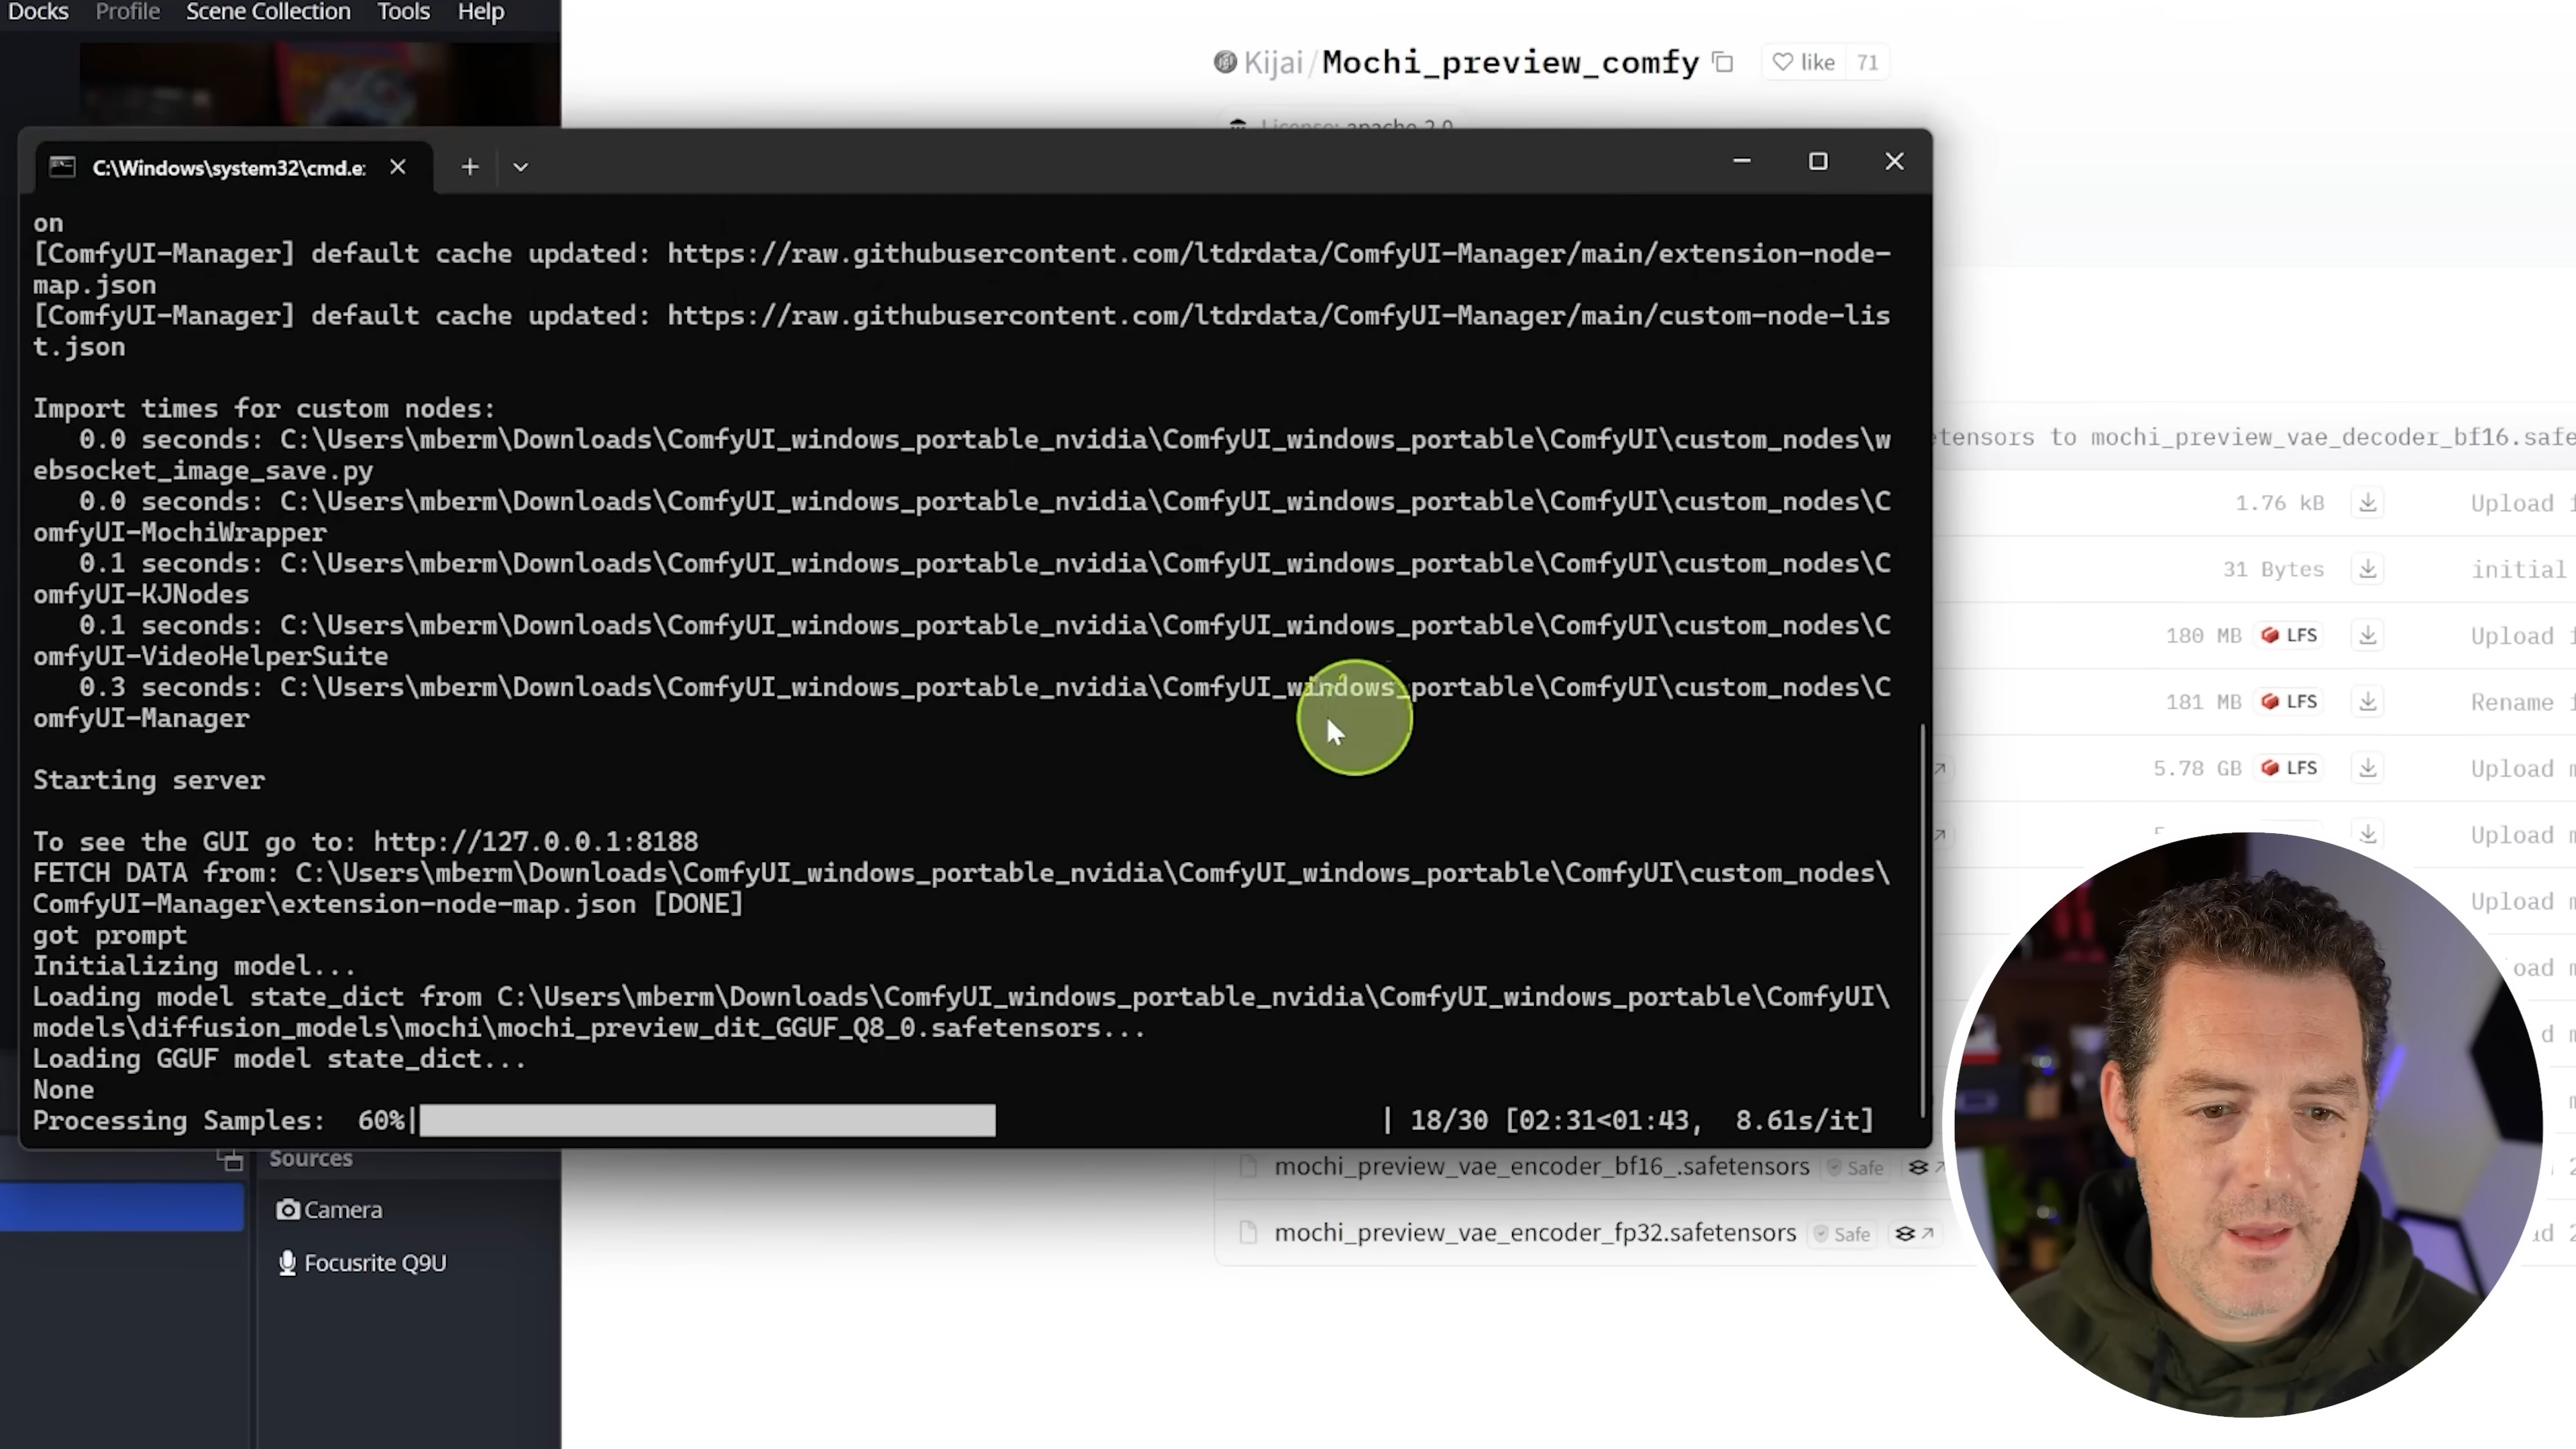 Docks Profile Scene Collection Tools Help
Kijai/Mochi_preview_comfy like 71
License: apache-2.0
C:\Windows\system32\cmd.e:
on
[ComfyUI-Manager] default cache updated: https://raw.githubusercontent.com/ltdrdata/ComfyUI-Manager/main/extension-node-
map.json
[ComfyUI-Manager] default cache updated: https://raw.githubusercontent.com/ltdrdata/ComfyUI-Manager/main/custom-node-lis
t.json
Import times for custom nodes:
0.0 seconds: C:\Users\mberm\Downloads\ComfyUI_windows_portable_nvidia\ComfyUI_windows_portable\ComfyUI\custom_nodes\w
ebsocket_image_save.py
0.0 seconds: C:\Users\mberm\Downloads\ComfyUI_windows_portable_nvidia\ComfyUI_windows_portable\ComfyUI\custom_nodes\C
omfyUI-MochiWrapper
0.1 seconds: C:\Users\mberm\Downloads\ComfyUI_windows_portable_nvidia\ComfyUI_windows_portable\ComfyUI\custom_nodes\C
omfyUI-KJNodes
0.1 seconds: C:\Users\mberm\Downloads\ComfyUI_windows_portable_nvidia\ComfyUI_windows_portable\ComfyUI\custom_nodes\C
omfyUI-VideoHelperSuite
0.3 seconds: C:\Users\mberm\Downloads\ComfyUI_windows_portable_nvidia\ComfyUI_windows_portable\ComfyUI\custom_nodes\C
omfyUI-Manager
Starting server
To see the GUI go to: http://127.0.0.1:8188
FETCH DATA from: C:\Users\mberm\Downloads\ComfyUI_windows_portable_nvidia\ComfyUI_windows_portable\ComfyUI\custom_nodes\
ComfyUI-Manager\extension-node-map.json [DONE]
got prompt
Initializing model...
Loading model state_dict from C:\Users\mberm\Downloads\ComfyUI_windows_portable_nvidia\ComfyUI_windows_portable\ComfyUI\
models\diffusion_models\mochi\mochi_preview_dit_GGUF_Q8_0.safetensors...
Loading GGUF model state_dict...
None
Processing Samples: 60%| | 18/30 [02:31<01:43, 8.61s/it]
etensors to mochi_preview_vae_decoder_bf16.safe
1.76 kB Upload f
31 Bytes initial
180 MB LFS Upload f
181 MB LFS Rename f
5.78 GB LFS Upload m
Upload m
Upload m
oad m
d m
mochi_preview_vae_encoder_bf16_.safetensors Safe
mochi_preview_vae_encoder_fp32.safetensors Safe
ad 2
Sources
Camera
Focusrite Q9U